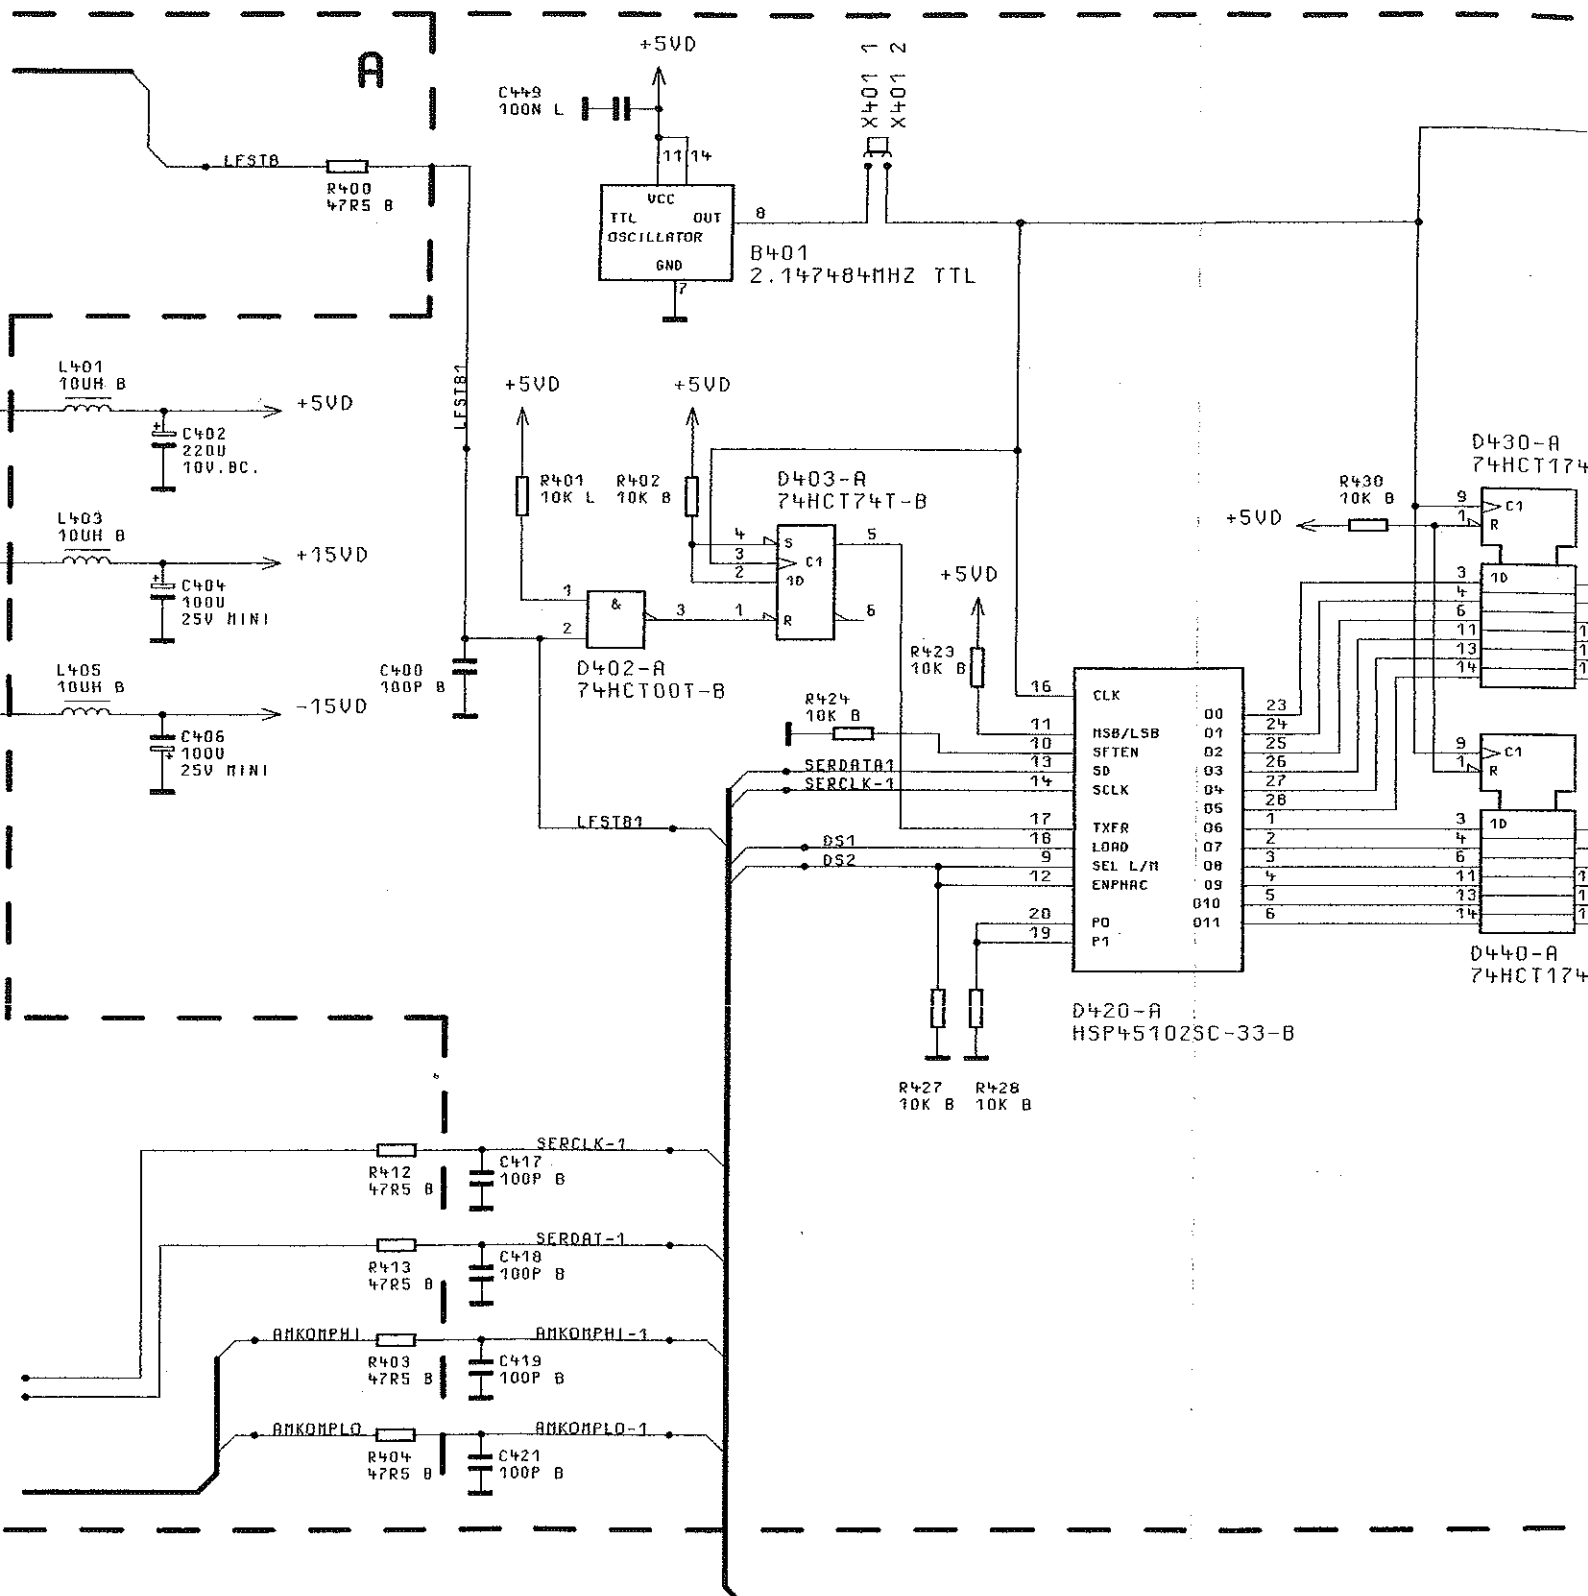 A
LFSTB
R400
47R5 B
+5VD
C449
100N L
11 14
VCC
TTL OUT
OSCILLATOR
GND
8
7
B401
2.147484MHZ TTL
X401 1
X401 2
L401
10UH B
+5VD
C402
220U
10V.BC.
L403
10UH B
+15VD
C404
100U
25V MINI
L405
10UH B
-15VD
C406
100U
25V MINI
LFSTB1
+5VD
R401
10K L
+5VD
R402
10K B
D403-A
74HCT74T-B
4 S 5
3 C1
2 1D
1 R 6
1
2
&
3
D402-A
74HCT00T-B
C400
100P B
+5VD
R423
10K B
R424
10K B
SERDATA1
SERCLK-1
LFSTB1
DS1
DS2
16 CLK
11 MSB/LSB
10 SFTEN
13 SD
14 SCLK
17 TXFR
18 LOAD
9 SEL L/M
12 ENPHAC
20 P0
19 P1
O0 23
O1 24
O2 25
O3 26
O4 27
O5 28
O6 1
O7 2
O8 3
O9 4
O10 5
O11 6
D420-A
HSP45102SC-33-B
R427
10K B
R428
10K B
D430-A
74HCT174
R430
10K B
+5VD
9 C1
1 R
3 1D
4
6
11
13
14
9 C1
1 R
3 1D
4
6
11
13
14
D440-A
74HCT174
SERCLK-1
R412
47R5 B
C417
100P B
SERDAT-1
R413
47R5 B
C418
100P B
AMKOMPHI
R403
47R5 B
AMKOMPHI-1
C419
100P B
AMKOMPLO
R404
47R5 B
AMKOMPLO-1
C421
100P B